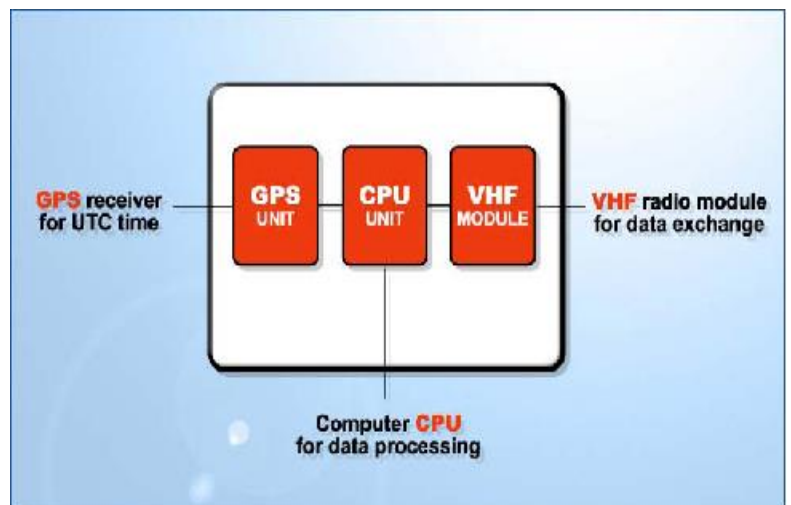 GPS receiver
for UTC time
GPS
UNIT
CPU
UNIT
VHF
MODULE
VHF radio module
for data exchange
Computer CPU
for data processing